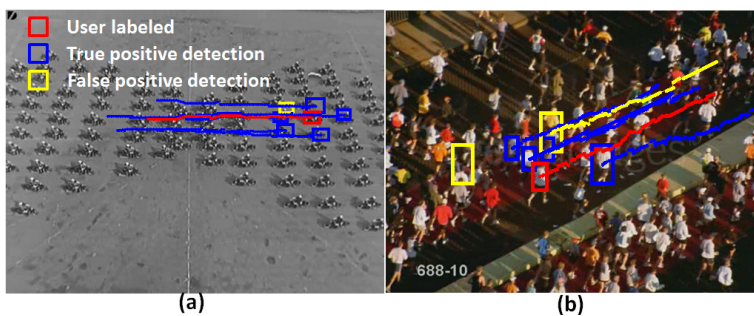 User labeled
True positive detection
False positive detection
688-10
(a)
(b)